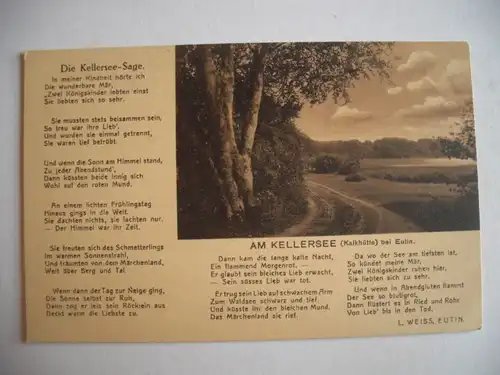 Die Kellersee-Sage.
In meiner Kindheit hörte ich
Die wunderbare Mär,
„Zwei Königskinder lebten einst
Sie liebten sich so sehr.
Sie mussten stets beisammen sein,
So treu war ihre Lieb'.
Und wurden sie einmal getrennt,
Sie waren tief betrübt
Und wenn die Sonn am Himmel stand,
Zu jeder Abendstund',
Dann küssten beide innig sich
Wohl auf den roten Mund.
An einem lichten Frühlingstag
Hinaus gings in die Welt.
Sie dachten nichts, sie lachten nur.
— Der Himmel war ihr Zelt.
Sie freuten sich des Schmetterlings
Im warmen Sonnenstrahl,
Und träumten von dem Märchenland,
Weit über Berg und Tal
Wenn dann der Tag zur Neige ging,
Die Sonne selbst zur Ruh,
Dann zog er sein Röcklein aus
Deckt warm die Liebste zu.
AM KELLERSEE (Kalkhütte) bei Eutin.
Dann kam die lange kalte Nacht,
Ein flammend Morgenrot, —
Er glaubt sein bleiches Lieb erwacht,
— Sein süsses Lieb war tot.
Er trug sein Lieb auf schwachem Arm
Zum Waldsee schwarz und tief.
Und küsste ihr den bleichen Mund.
Das Märchenland sie rief.
Da wo der See am tiefsten ist,
So kündet meine Mär,
Zwei Königskinder ruhen hier,
Sie liebten sich so sehr.
Und wenn in Abendgluten flammt
Der See so blutigrot,
Dann flüstert es in Ried und Rohr
Von Lieb' bis in den Tod.
L. WEISS, EUTIN.